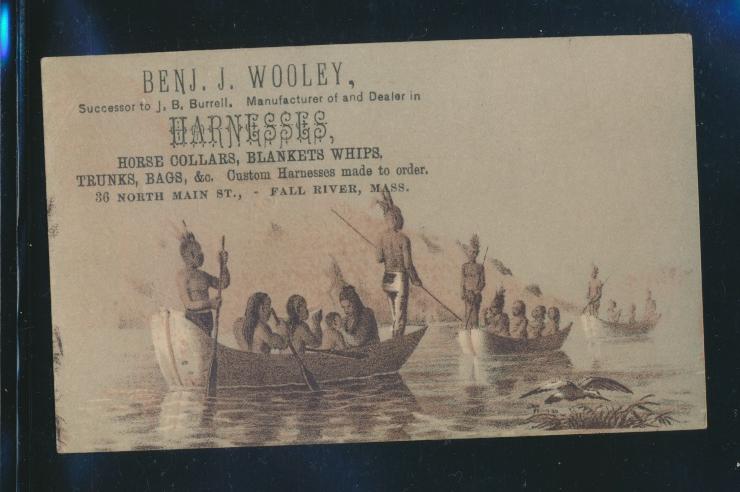 BENJ. J. WOOLEY,
Successor to J. B. Burrell. Manufacturer of and Dealer in
HARNESSES,
HORSE COLLARS, BLANKETS WHIPS,
TRUNKS, BAGS, &c. Custom Harnesses made to order.
36 NORTH MAIN ST., - FALL RIVER, MASS.